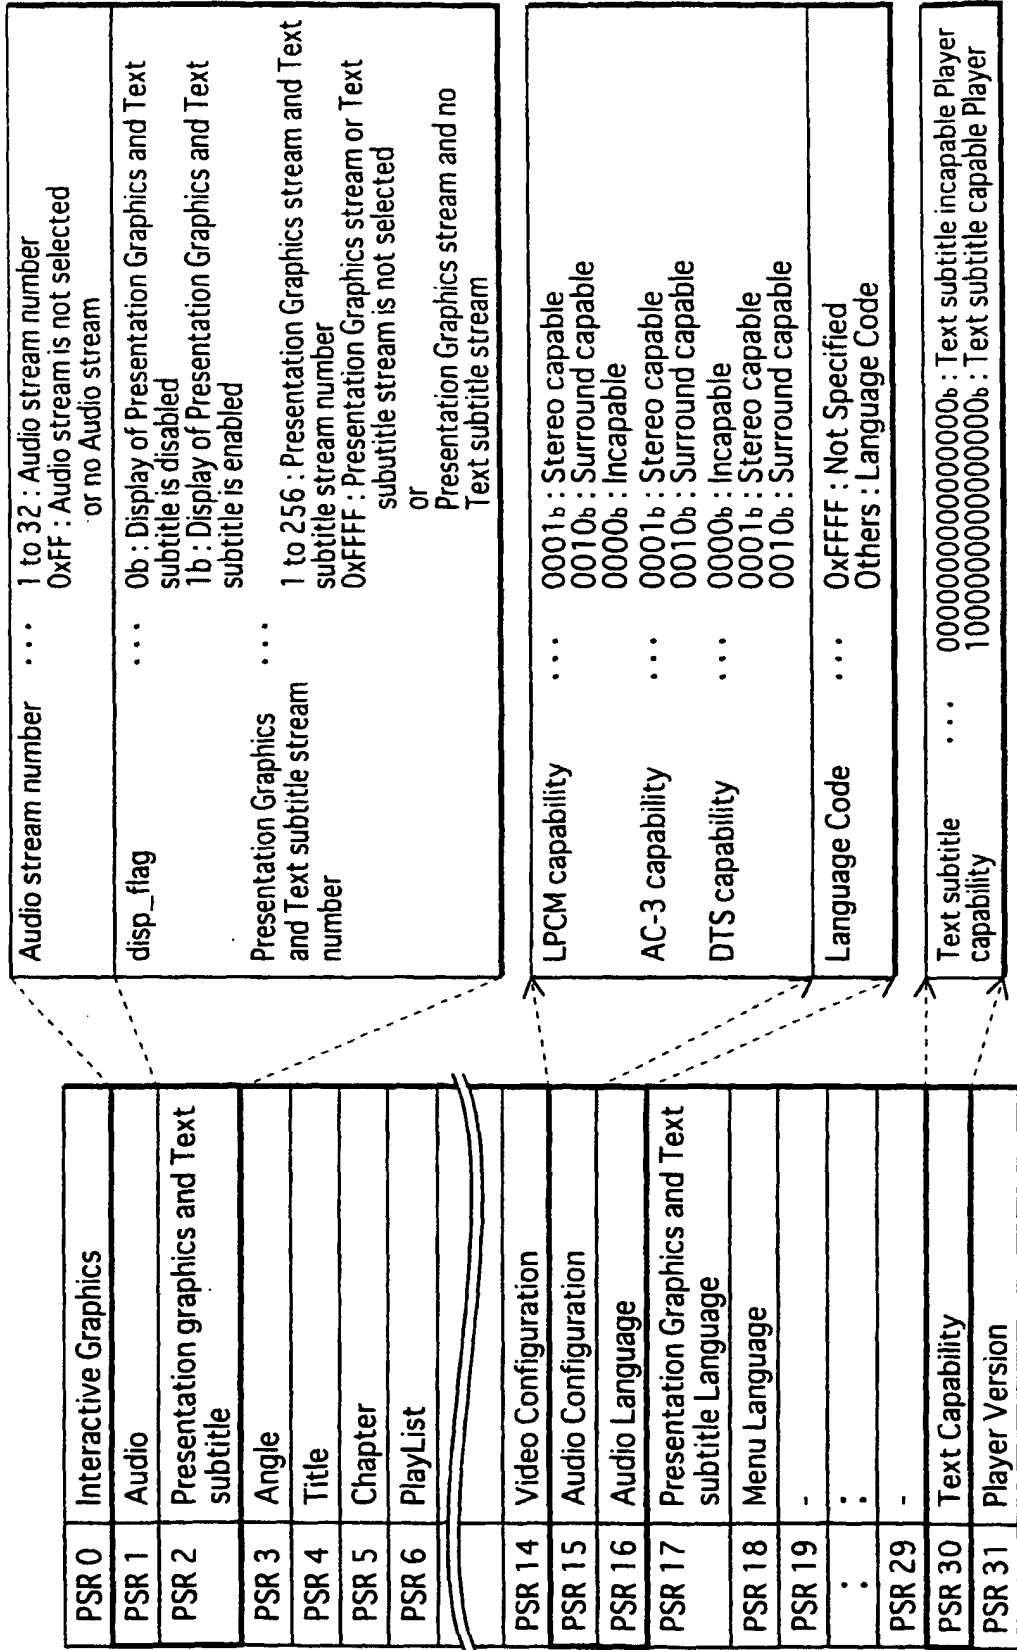 PSR 0 Interactive Graphics
PSR 1 Audio
PSR 2 Presentation graphics and Text
subtitle
PSR 3 Angle
PSR 4 Title
PSR 5 Chapter
PSR 6 PlayList
PSR 14 Video Configuration
PSR 15 Audio Configuration
PSR 16 Audio Language
PSR 17 Presentation Graphics and Text
subtitle Language
PSR 18 Menu Language
PSR 19 -
: :
PSR 29 -
PSR 30 Text Capability
PSR 31 Player Version
Audio stream number ... 1 to 32 : Audio stream number
0xFF : Audio stream is not selected
or no Audio stream
disp_flag ... 0b : Display of Presentation Graphics and Text
subtitle is disabled
1b : Display of Presentation Graphics and Text
subtitle is enabled
Presentation Graphics ...
and Text subtitle stream
number
1 to 256 : Presentation Graphics stream and Text
subtitle stream number
0xFFF : Presentation Graphics stream or Text
subutitle stream is not selected
or
Presentation Graphics stream and no
Text subtitle stream
LPCM capability ... 0001b : Stereo capable
0010b : Surround capable
0000b : Incapable
AC-3 capability ... 0001b : Stereo capable
0010b : Surround capable
DTS capability ... 0000b : Incapable
0001b : Stereo capable
0010b : Surround capable
Language Code ... 0xFFFF : Not Specified
Others : Language Code
Text subtitle
capability
... 00000000000000000b : Text subtitle incapable Player
10000000000000000b : Text subtitle capable Player